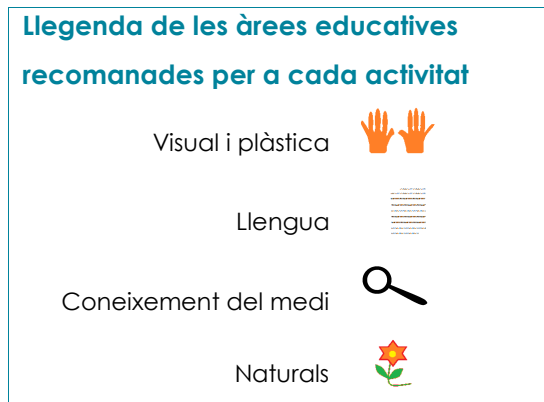 Llegenda de les àrees educatives
recomanades per a cada activitat
Visual i plàstica
Llengua
Coneixement del medi
Naturals